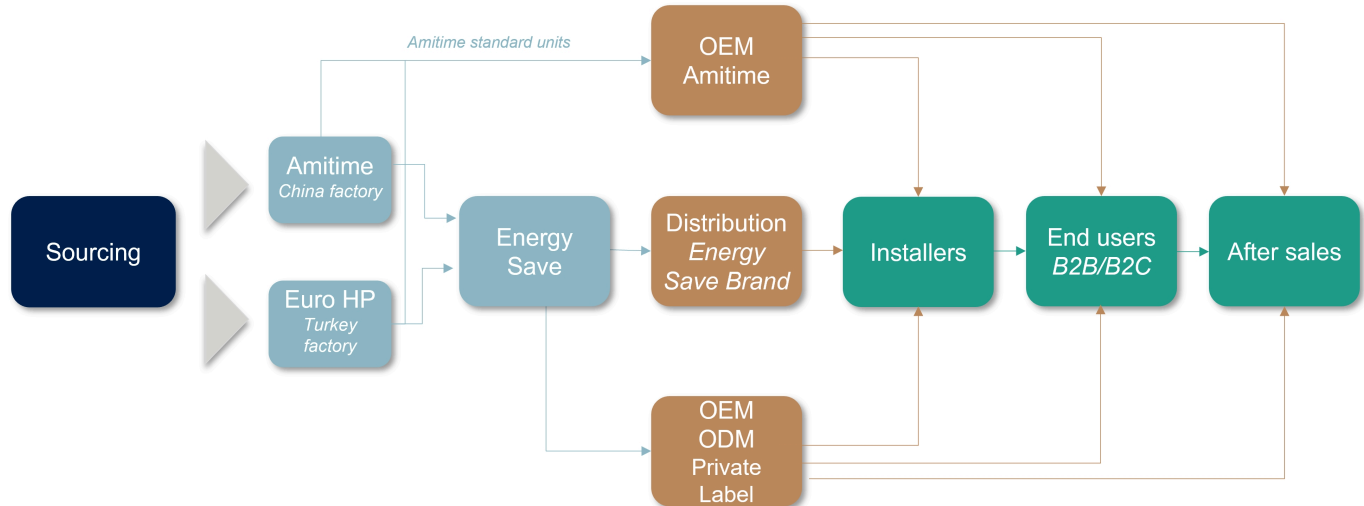 Amitime standard units
OEM
Amitime
Amitime
China factory
Sourcing
Energy
Save
Distribution
Energy
Save Brand
Installers
End users
B2B/B2C
After sales
Euro HP
Turkey
factory
OEM
ODM
Private
Label